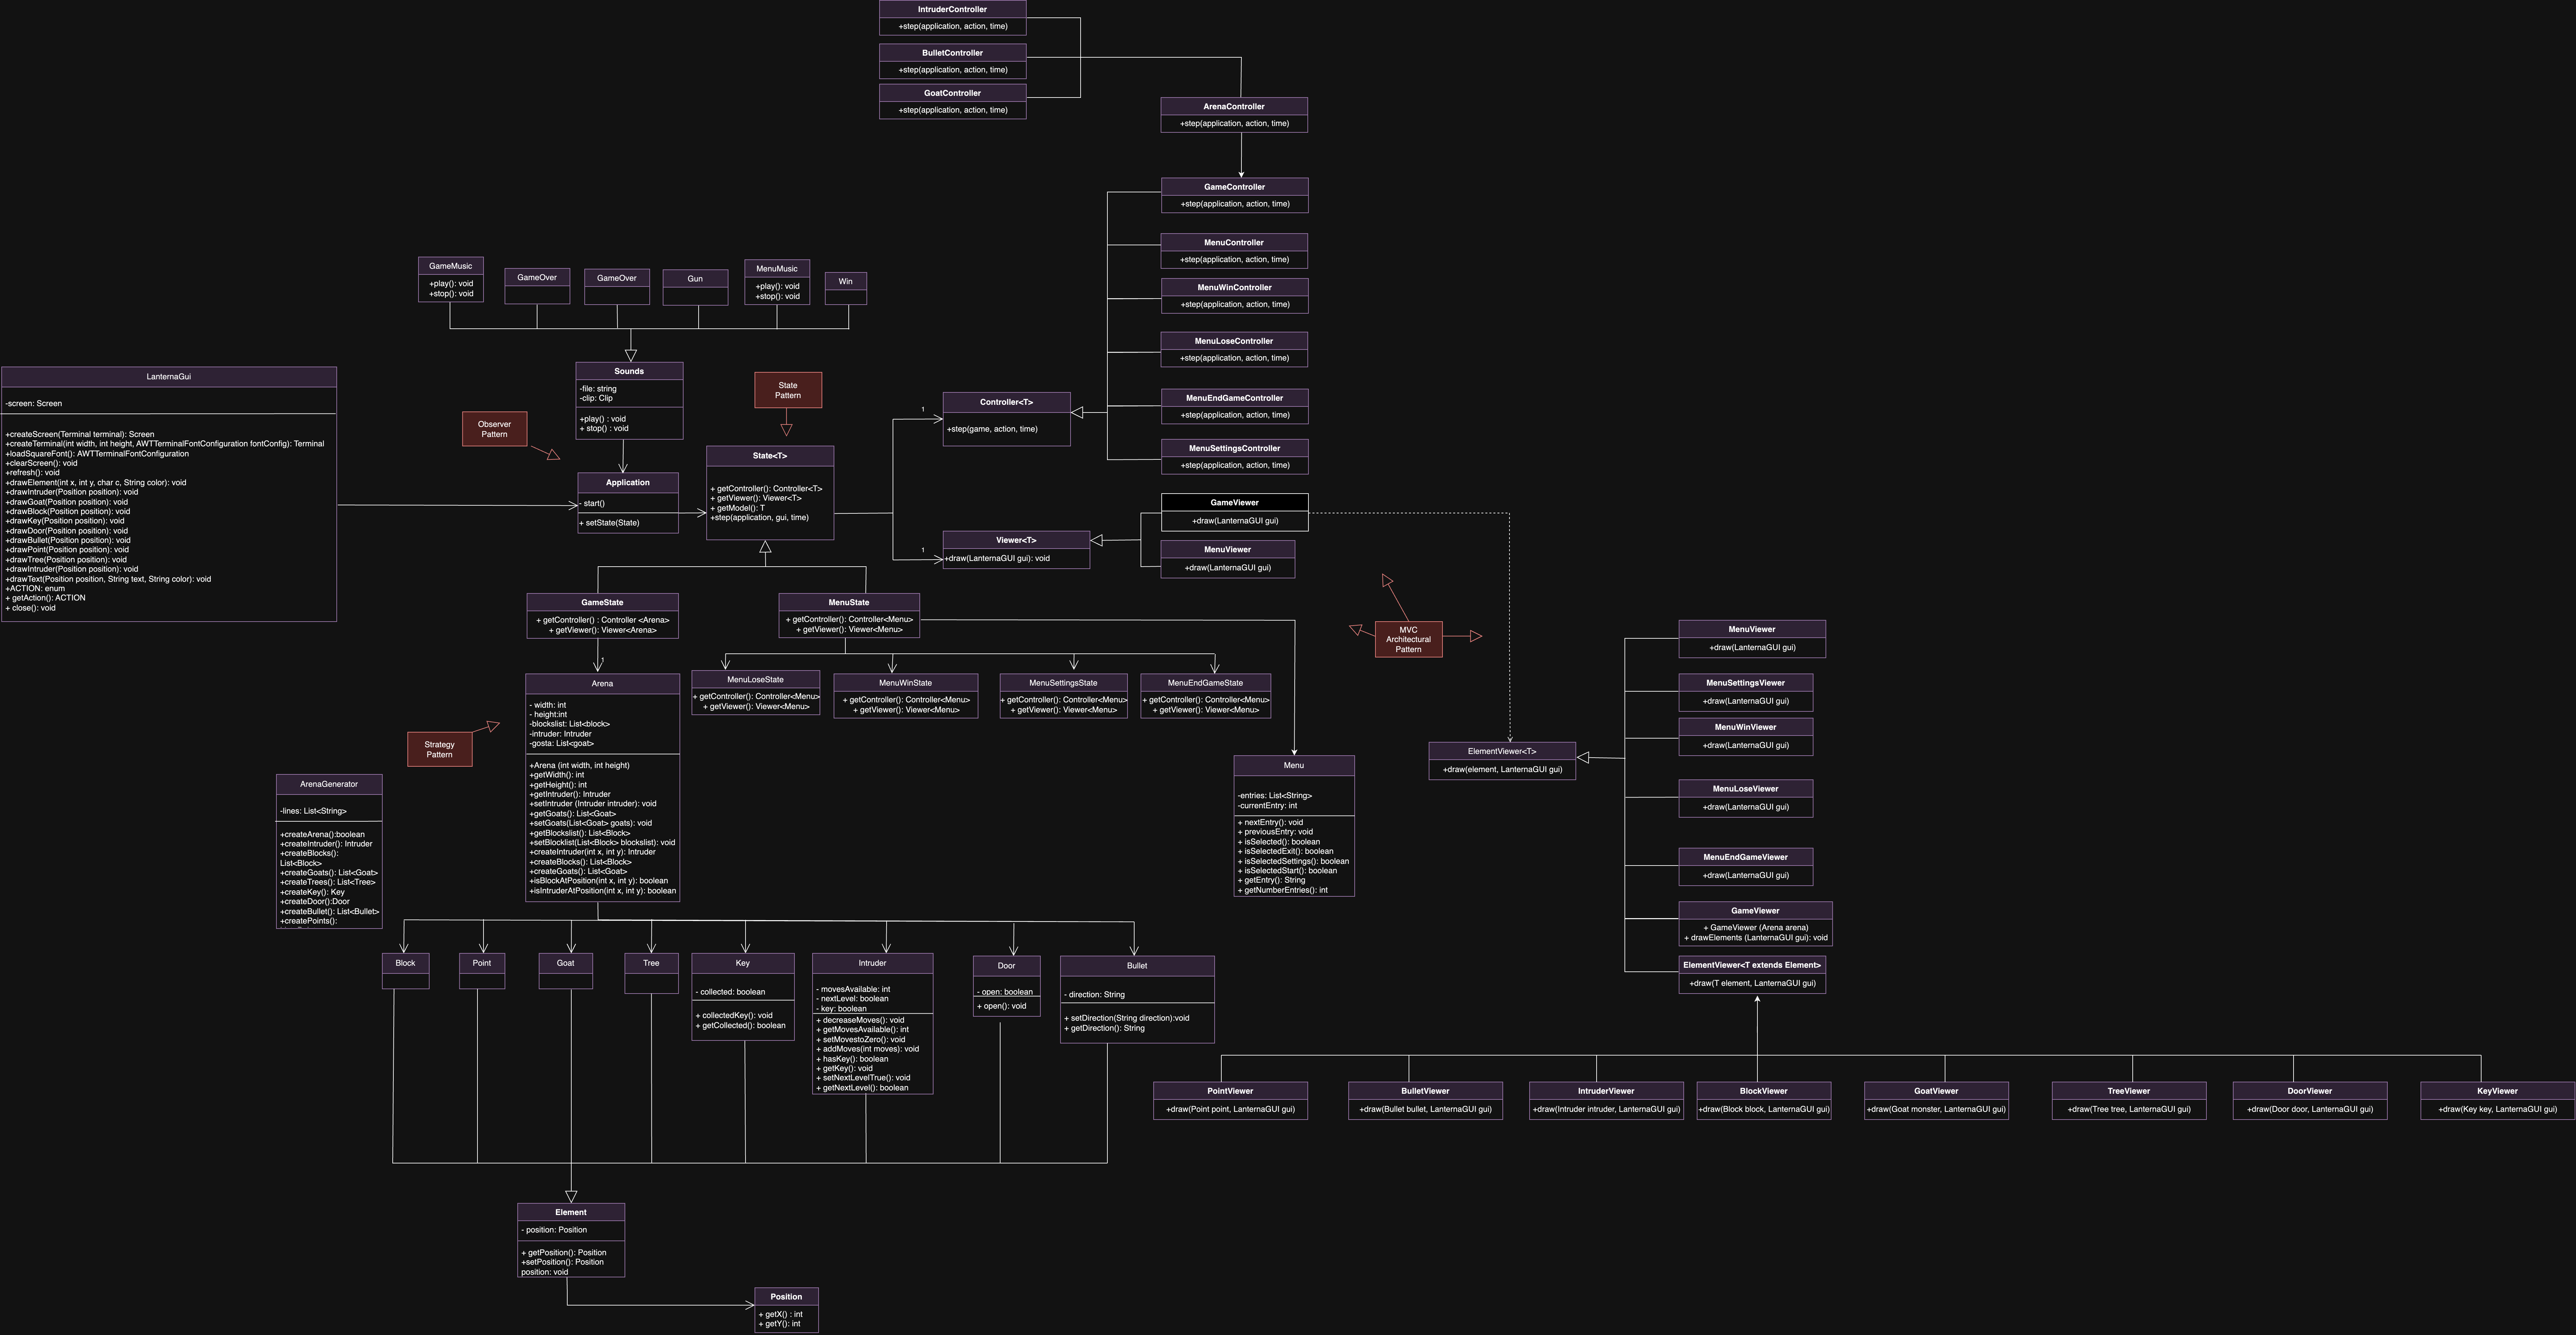 IntruderController
+step(application, action, time)
BulletController
+step(application, action, time)
GoatController
+step(application, action, time)
ArenaController
+step(application, action, time)
GameController
+step(application, action, time)
MenuController
+step(application, action, time)
MenuWinController
+step(application, action, time)
MenuLoseController
+step(application, action, time)
MenuEndGameController
+step(application, action, time)
MenuSettingsController
+step(application, action, time)
GameMusic
+play(): void
+stop(): void
GameOver
GameOver
Gun
MenuMusic
+play(): void
+stop(): void
Win
Sounds
-file: string
-clip: Clip
+play() : void
+ stop() : void
State
Pattern
Observer
Pattern
LanternaGui
-screen: Screen
+createScreen(Terminal terminal): Screen
+createTerminal(int width, int height, AWTTerminalFontConfiguration fontConfig): Terminal
+loadSquareFont(): AWTTerminalFontConfiguration
+clearScreen(): void
+refresh(): void
+drawElement(int x, int y, char c, String color): void
+drawIntruder(Position position): void
+drawGoat(Position position): void
+drawBlock(Position position): void
+drawKey(Position position): void
+drawDoor(Position position): void
+drawBullet(Position position): void
+drawPoint(Position position): void
+drawTree(Position position): void
+drawIntruder(Position position): void
+drawText(Position position, String text, String color): void
+ACTION: enum
+ getAction(): ACTION
+ close(): void
Application
- start()
+ setState(State)
State<T>
+ getController(): Controller<T>
+ getViewer(): Viewer<T>
+ getModel(): T
+step(application, gui, time)
1
Controller<T>
+step(game, action, time)
1
Viewer<T>
+draw(LanternaGUI gui): void
GameViewer
+draw(LanternaGUI gui)
MenuViewer
+draw(LanternaGUI gui)
GameState
+ getController() : Controller <Arena>
+ getViewer(): Viewer<Arena>
MenuState
+ getController(): Controller<Menu>
+ getViewer(): Viewer<Menu>
1
MVC
Architectural
Pattern
MenuLoseState
+ getController(): Controller<Menu>
+ getViewer(): Viewer<Menu>
MenuWinState
+ getController(): Controller<Menu>
+ getViewer(): Viewer<Menu>
MenuSettingsState
+ getController(): Controller<Menu>
+ getViewer(): Viewer<Menu>
MenuEndGameState
+ getController(): Controller<Menu>
+ getViewer(): Viewer<Menu>
Arena
- width: int
- height:int
-blockslist: List<block>
-intruder: Intruder
-gosta: List<goat>
+Arena (int width, int height)
+getWidth(): int
+getHeight(): int
+getIntruder(): Intruder
+setIntruder (Intruder intruder): void
+getGoats(): List<Goat>
+setGoats(List<Goat> goats): void
+getBlockslist(): List<Block>
+setBlocklist(List<Block> blockslist): void
+createIntruder(int x, int y): Intruder
+createBlocks(): List<Block>
+createGoats(): List<Goat>
+isBlockAtPosition(int x, int y): boolean
+isIntruderAtPosition(int x, int y): boolean
Strategy
Pattern
ArenaGenerator
-lines: List<String>
+createArena():boolean
+createIntruder(): Intruder
+createBlocks():
List<Block>
+createGoats(): List<Goat>
+createTrees(): List<Tree>
+createKey(): Key
+createDoor():Door
+createBullet(): List<Bullet>
+createPoints():
Menu
-entries: List<String>
-currentEntry: int
+ nextEntry(): void
+ previousEntry: void
+ isSelected(): boolean
+ isSelectedExit(): boolean
+ isSelectedSettings(): boolean
+ isSelectedStart(): boolean
+ getEntry(): String
+ getNumberEntries(): int
ElementViewer<T>
+draw(element, LanternaGUI gui)
MenuViewer
+draw(LanternaGUI gui)
MenuSettingsViewer
+draw(LanternaGUI gui)
MenuWinViewer
+draw(LanternaGUI gui)
MenuLoseViewer
+draw(LanternaGUI gui)
MenuEndGameViewer
+draw(LanternaGUI gui)
GameViewer
+ GameViewer (Arena arena)
+ drawElements (LanternaGUI gui): void
ElementViewer<T extends Element>
+draw(T element, LanternaGUI gui)
Block
Point
Goat
Tree
Key
- collected: boolean
+ collectedKey(): void
+ getCollected(): boolean
Intruder
- movesAvailable: int
- nextLevel: boolean
- key: boolean
+ decreaseMoves(): void
+ getMovesAvailable(): int
+ setMovestoZero(): void
+ addMoves(int moves): void
+ hasKey(): boolean
+ getKey(): void
+ setNextLevelTrue(): void
+ getNextLevel(): boolean
Door
- open: boolean
+ open(): void
Bullet
- direction: String
+ setDirection(String direction):void
+ getDirection(): String
PointViewer
+draw(Point point, LanternaGUI gui)
BulletViewer
+draw(Bullet bullet, LanternaGUI gui)
IntruderViewer
+draw(Intruder intruder, LanternaGUI gui)
BlockViewer
+draw(Block block, LanternaGUI gui)
GoatViewer
+draw(Goat monster, LanternaGUI gui)
TreeViewer
+draw(Tree tree, LanternaGUI gui)
DoorViewer
+draw(Door door, LanternaGUI gui)
KeyViewer
+draw(Key key, LanternaGUI gui)
Element
- position: Position
+ getPosition(): Position
+setPosition(): Position
position: void
Position
+ getX() : int
+ getY(): int